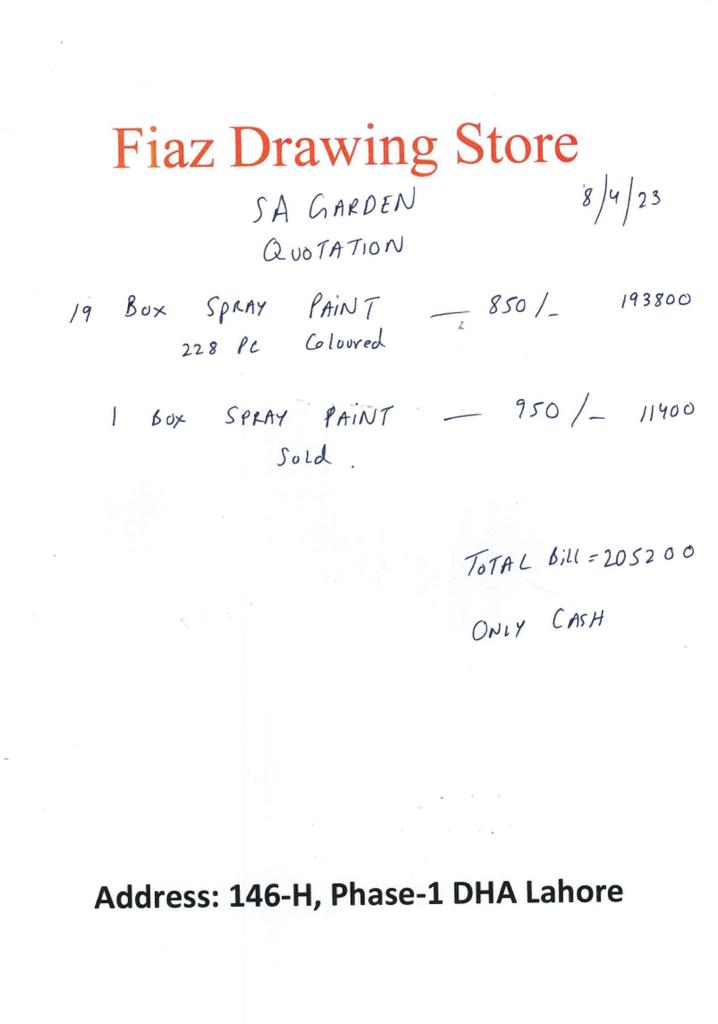 Fiaz Drawing Store
SA GARDEN 8/4/23
QUOTATION
19 Box SPRAY PAINT — 850/- 193800
228 Pc Coloured
1 Box SPRAY PAINT — 950/- 11400
Sold .
TOTAL Bill = 205200
ONLY CASH
Address: 146-H, Phase-1 DHA Lahore